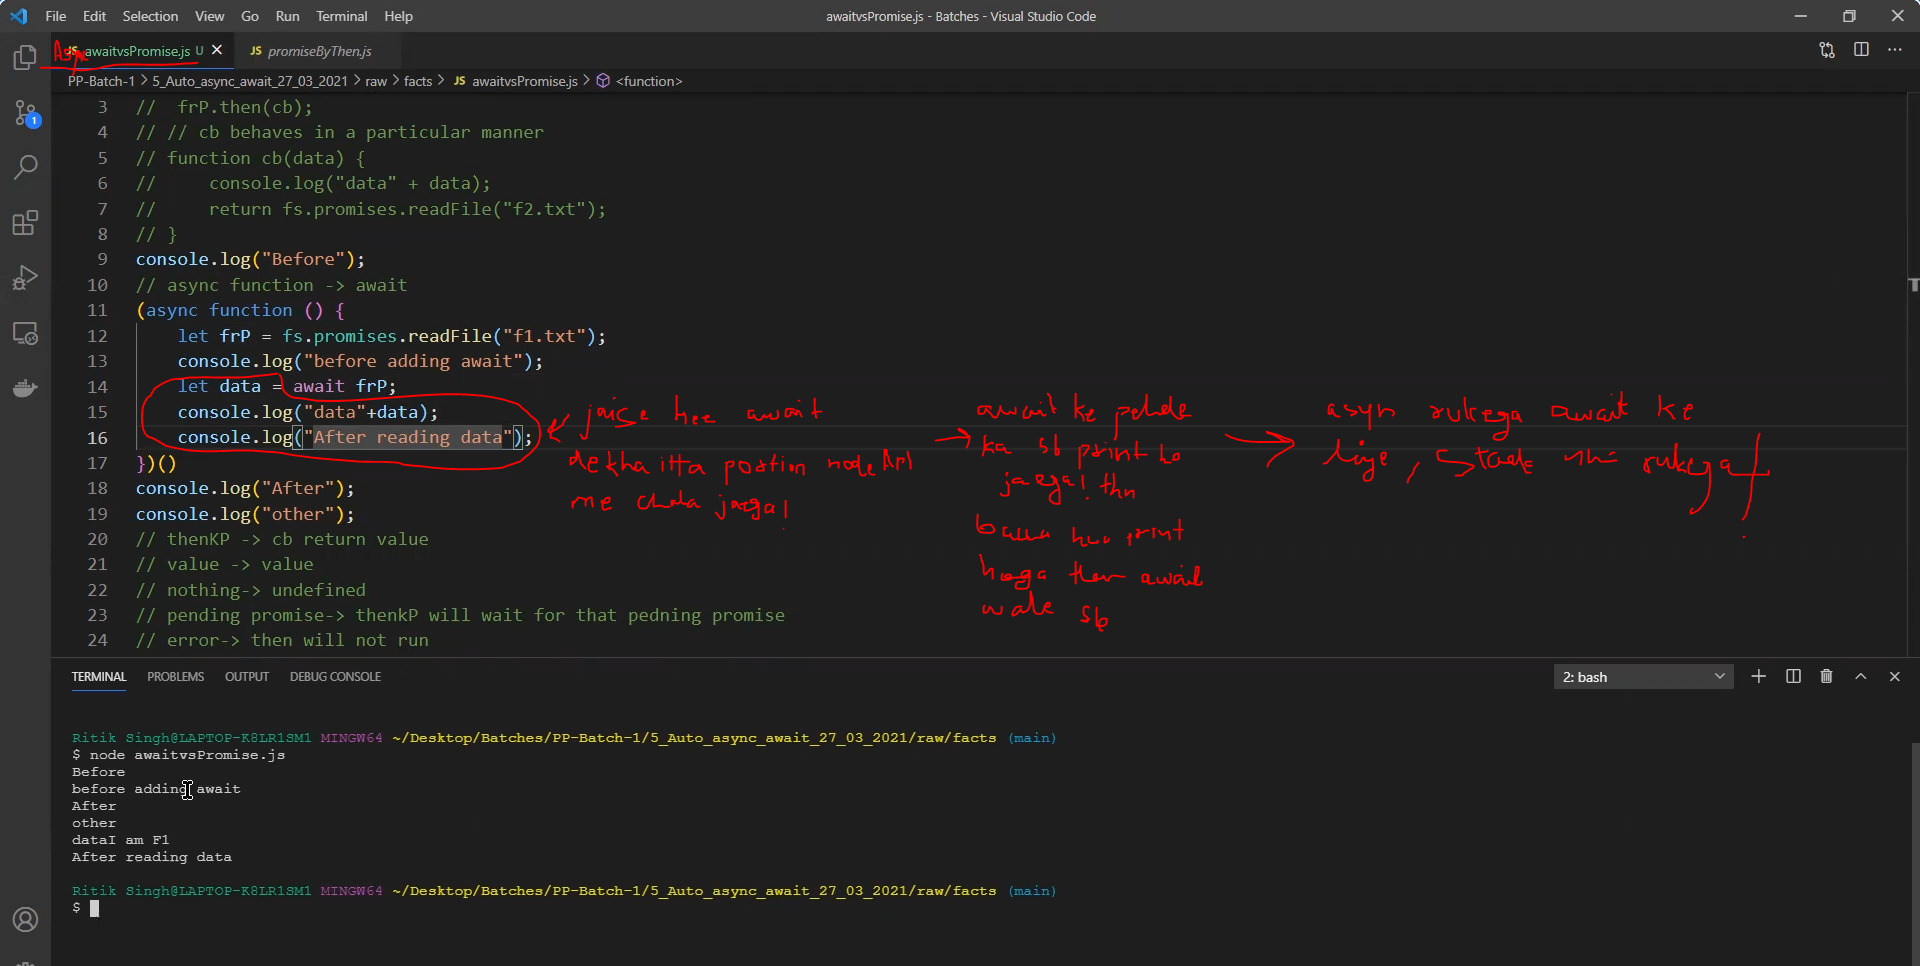 File Edit Selection View Go Run Terminal Help
awaitvsPromise.js - Batches - Visual Studio Code
JS awaitvsPromise.js U
JS promiseByThen.js
PP-Batch-1 > 5_Auto_async_await_27_03_2021 > raw > facts > JS awaitvsPromise.js > <function>
1
3 // frP.then(cb);
4 // // cb behaves in a particular manner
5 // function cb(data) {
6 //     console.log("data" + data);
7 //     return fs.promises.readFile("f2.txt");
8 // }
9 console.log("Before");
10 // async function -> await
11 (async function () {
12     let frP = fs.promises.readFile("f1.txt");
13     console.log("before adding await");
14     let data = await frP;
15     console.log("data"+data);
16     console.log("After reading data");
17 })()
18 console.log("After");
19 console.log("other");
20 // thenKP -> cb return value
21 // value -> value
22 // nothing-> undefined
23 // pending promise-> thenkP will wait for that pedning promise
24 // error-> then will not run
jaise hee await
dekha itta portion node API
me chala jaega!
await ke pehele
ka sb print ho
jaega! thn
print
hoga then await
wale sb
asyn rukega await ke
liye, rukega
TERMINAL PROBLEMS OUTPUT DEBUG CONSOLE
2: bash
Ritik Singh@LAPTOP-K8LR1SM1 MINGW64 ~/Desktop/Batches/PP-Batch-1/5_Auto_async_await_27_03_2021/raw/facts (main)
$ node awaitvsPromise.js
Before
before adding await
After
other
dataI am F1
After reading data
Ritik Singh@LAPTOP-K8LR1SM1 MINGW64 ~/Desktop/Batches/PP-Batch-1/5_Auto_async_await_27_03_2021/raw/facts (main)
$